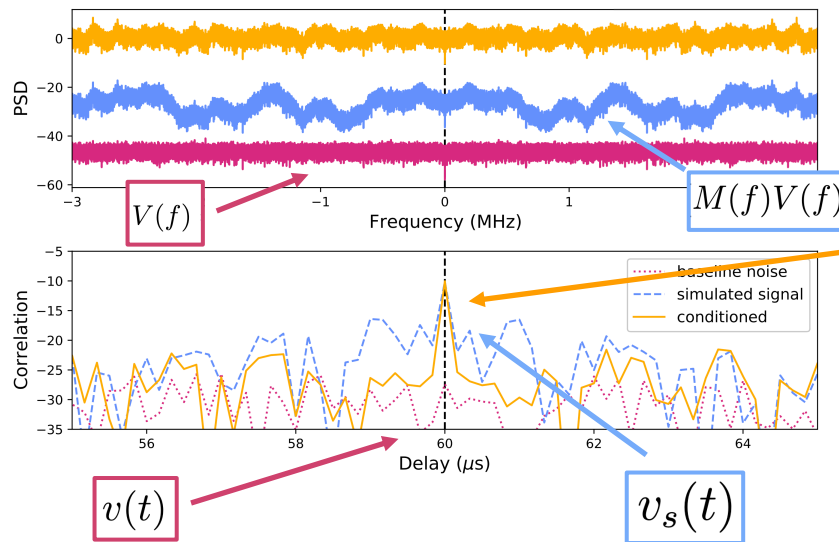 0
−20
−40
−60
PSD
−3
−1
0
1
Frequency (MHz)
V(f)
M(f)V(f)
−5
−10
−15
−20
−25
−30
−35
Correlation
baseline noise
simulated signal
conditioned
56
58
60
62
64
Delay (μs)
v(t)
v_s(t)